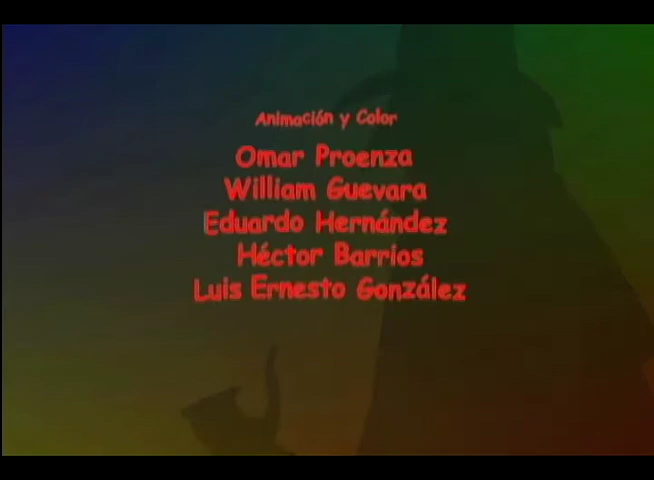 Animación y Color
Omar Proenza
William Guevara
Eduardo Hernández
Héctor Barrios
Luis Ernesto González